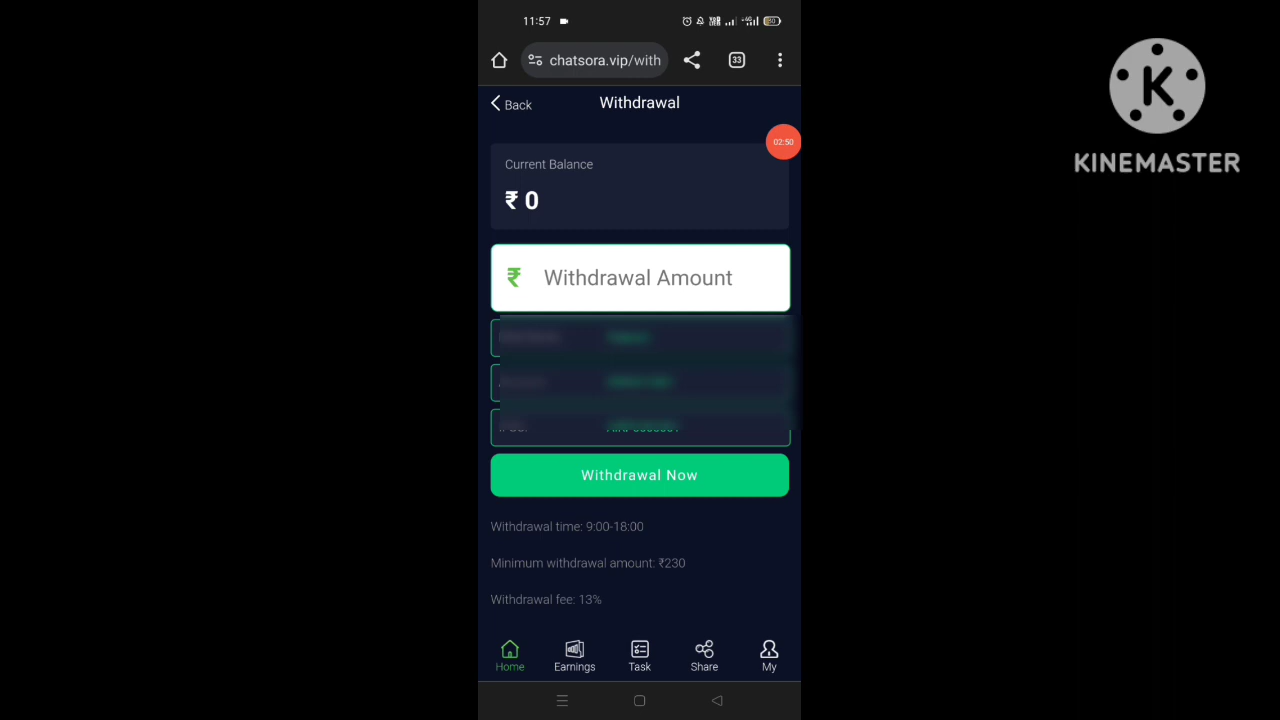 11:57
80
chatsora.vip/with
33
Back
Withdrawal
02:50
Current Balance
₹ 0
₹ Withdrawal Amount
Withdrawal Now
Withdrawal time: 9:00-18:00
Minimum withdrawal amount: ₹230
Withdrawal fee: 13%
Home
Earnings
Task
Share
My
K
KINEMASTER